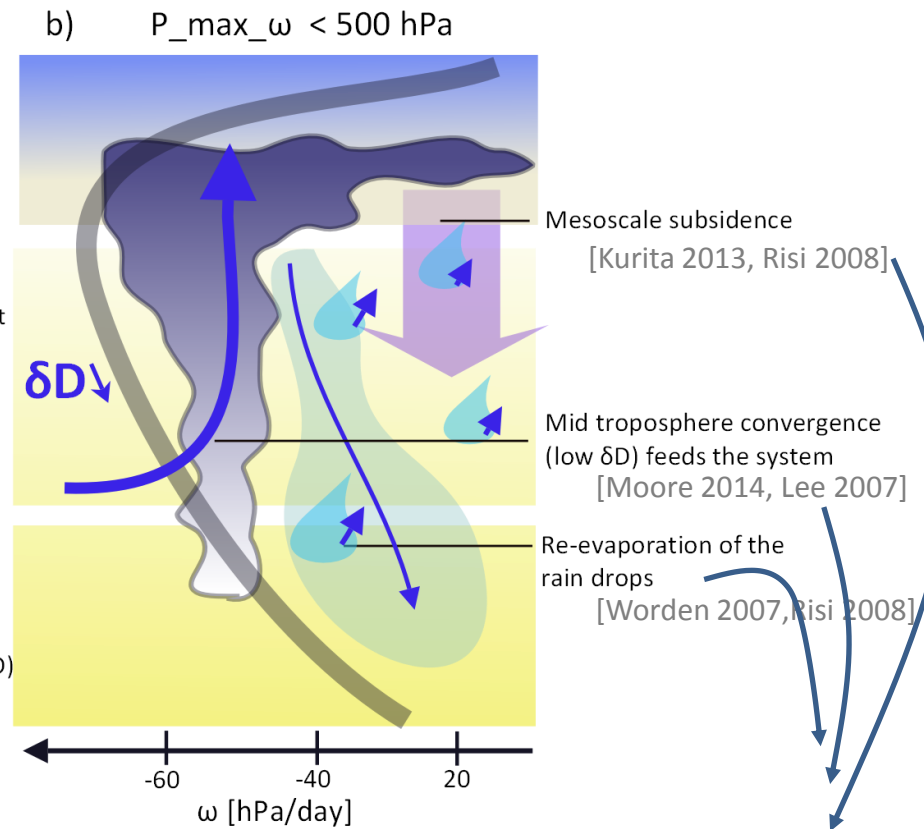 b) P_max_ω < 500 hPa
Mesoscale subsidence
[Kurita 2013, Risi 2008]
t
δD
Mid troposphere convergence
(low δD) feeds the system
[Moore 2014, Lee 2007]
Re-evaporation of the
rain drops
[Worden 2007,Risi 2008]
)
-60 -40 20
ω [hPa/day]